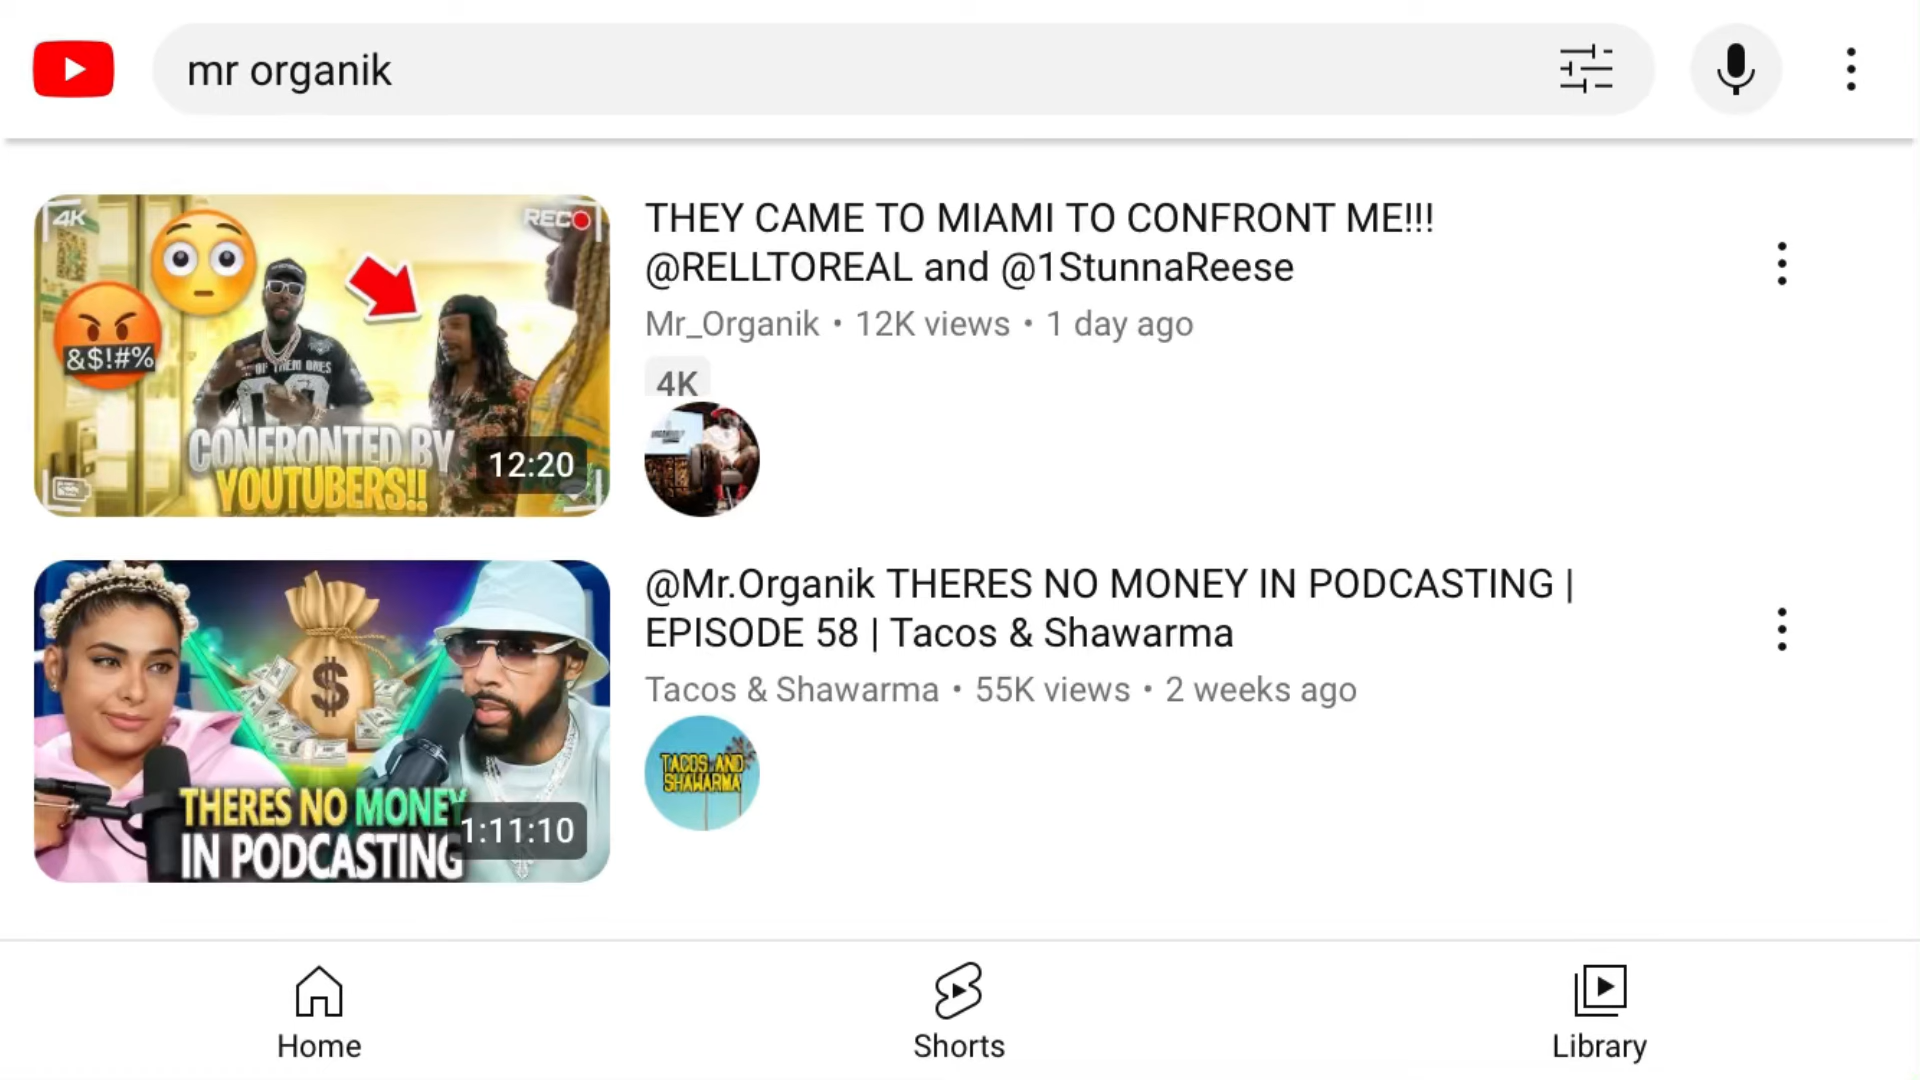 mr organik
4K
REC
&$!#%
OF THEM ONES
CONFRONTED BY
YOUTUBERS!!
12:20
THEY CAME TO MIAMI TO CONFRONT ME!!!
@RELLTOREAL and @1StunnaReese
Mr_Organik • 12K views • 1 day ago
4K
THERES NO MONEY
IN PODCASTING
1:11:10
@Mr.Organik THERES NO MONEY IN PODCASTING |
EPISODE 58 | Tacos & Shawarma
Tacos & Shawarma • 55K views • 2 weeks ago
TACOS AND
SHAWARMA
Home
Shorts
Library